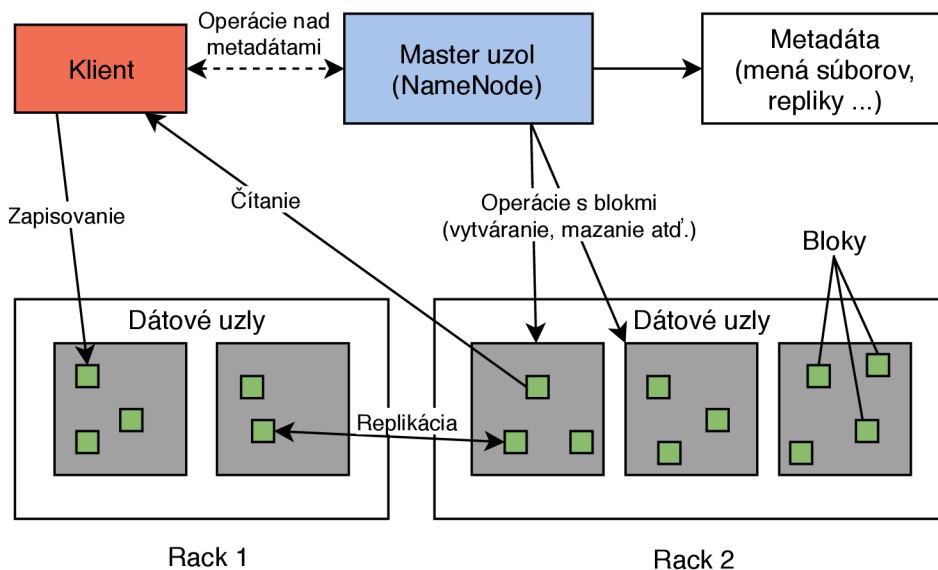 Operácie nad
metadátami
Klient
Master uzol
(NameNode)
Metadáta
(mená súborov,
repliky ...)
Zapisovanie
Čítanie
Operácie s blokmi
(vytváranie, mazanie atď.)
Bloky
Dátové uzly
Dátové uzly
Replikácia
Rack 1
Rack 2